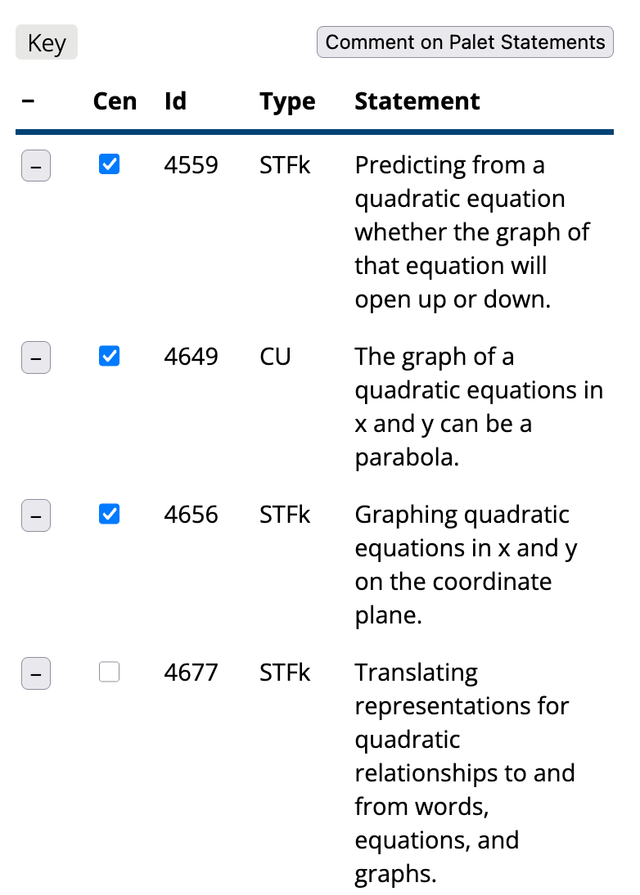 Key
Comment on Palet Statements
– Cen Id Type Statement
– 4559 STFk Predicting from a
quadratic equation
whether the graph of
that equation will
open up or down.
– 4649 CU The graph of a
quadratic equations in
x and y can be a
parabola.
– 4656 STFk Graphing quadratic
equations in x and y
on the coordinate
plane.
– 4677 STFk Translating
representations for
quadratic
relationships to and
from words,
equations, and
graphs.